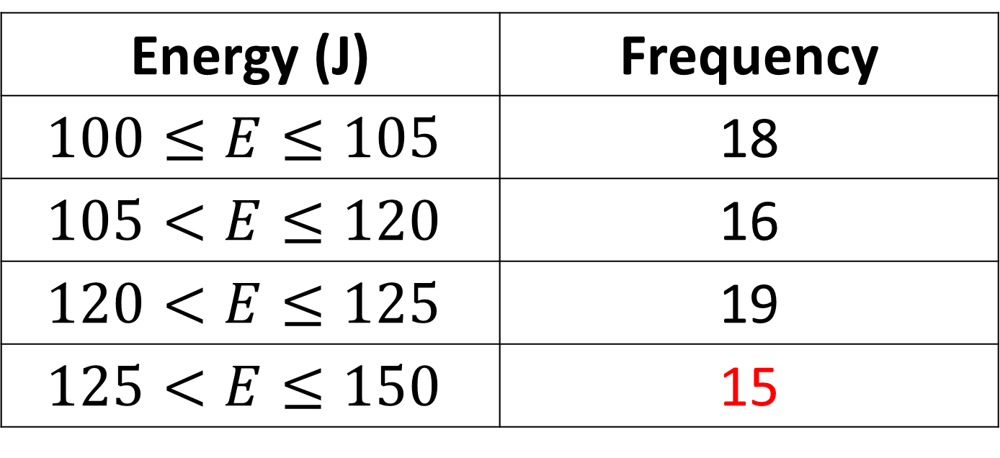 Energy (J) Frequency
100 ≤ E ≤ 105 18
105 < E ≤ 120 16
120 < E ≤ 125 19
125 < E ≤ 150 15